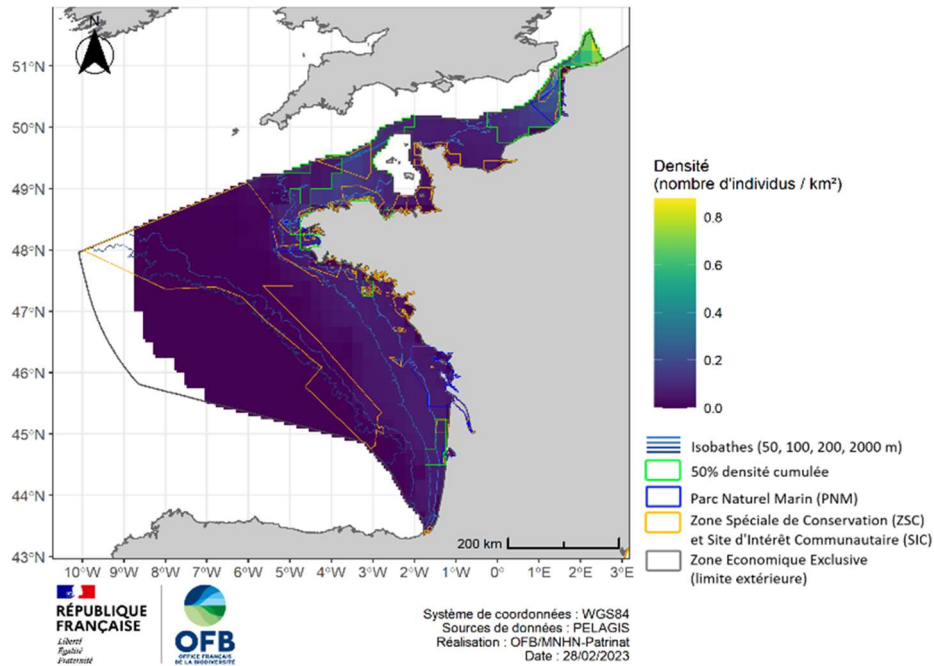 N
51°N
50°N
49°N
48°N
47°N
46°N
45°N
44°N
43°N
200 km
10°W 9°W 8°W 7°W 6°W 5°W 4°W 3°W 2°W 1°W 0° 1°E 2°E 3°E
Densité
(nombre d'individus / km²)
0.8
0.6
0.4
0.2
0.0
Isobathes (50, 100, 200, 2000 m)
50% densité cumulée
Parc Naturel Marin (PNM)
Zone Spéciale de Conservation (ZSC)
et Site d'Intérêt Communautaire (SIC)
Zone Economique Exclusive
(limite extérieure)
RÉPUBLIQUE
FRANÇAISE
Liberté
Égalité
Fraternité
OFB
OFFICE FRANÇAIS
DE LA BIODIVERSITÉ
Système de coordonnées : WGS84
Sources de données : PELAGIS
Réalisation : OFB/MNHN-Patrinat
Date : 28/02/2023